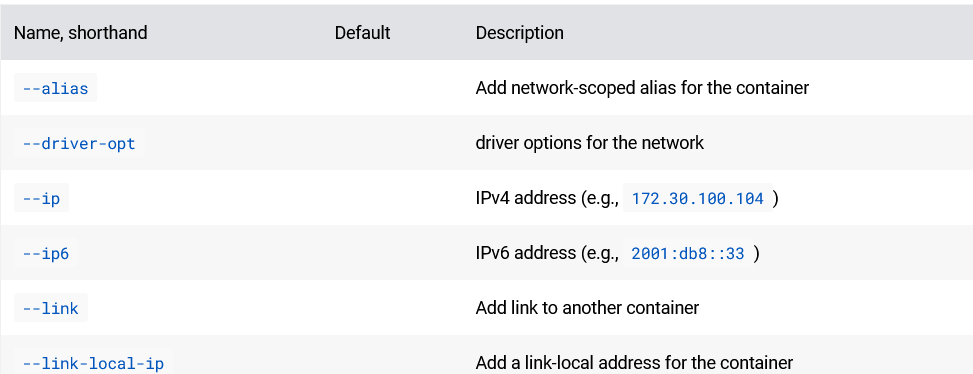 Name, shorthand Default Description
--alias Add network-scoped alias for the container
--driver-opt driver options for the network
--ip IPv4 address (e.g., 172.30.100.104 )
--ip6 IPv6 address (e.g., 2001:db8::33 )
--link Add link to another container
--link-local-ip Add a link-local address for the container